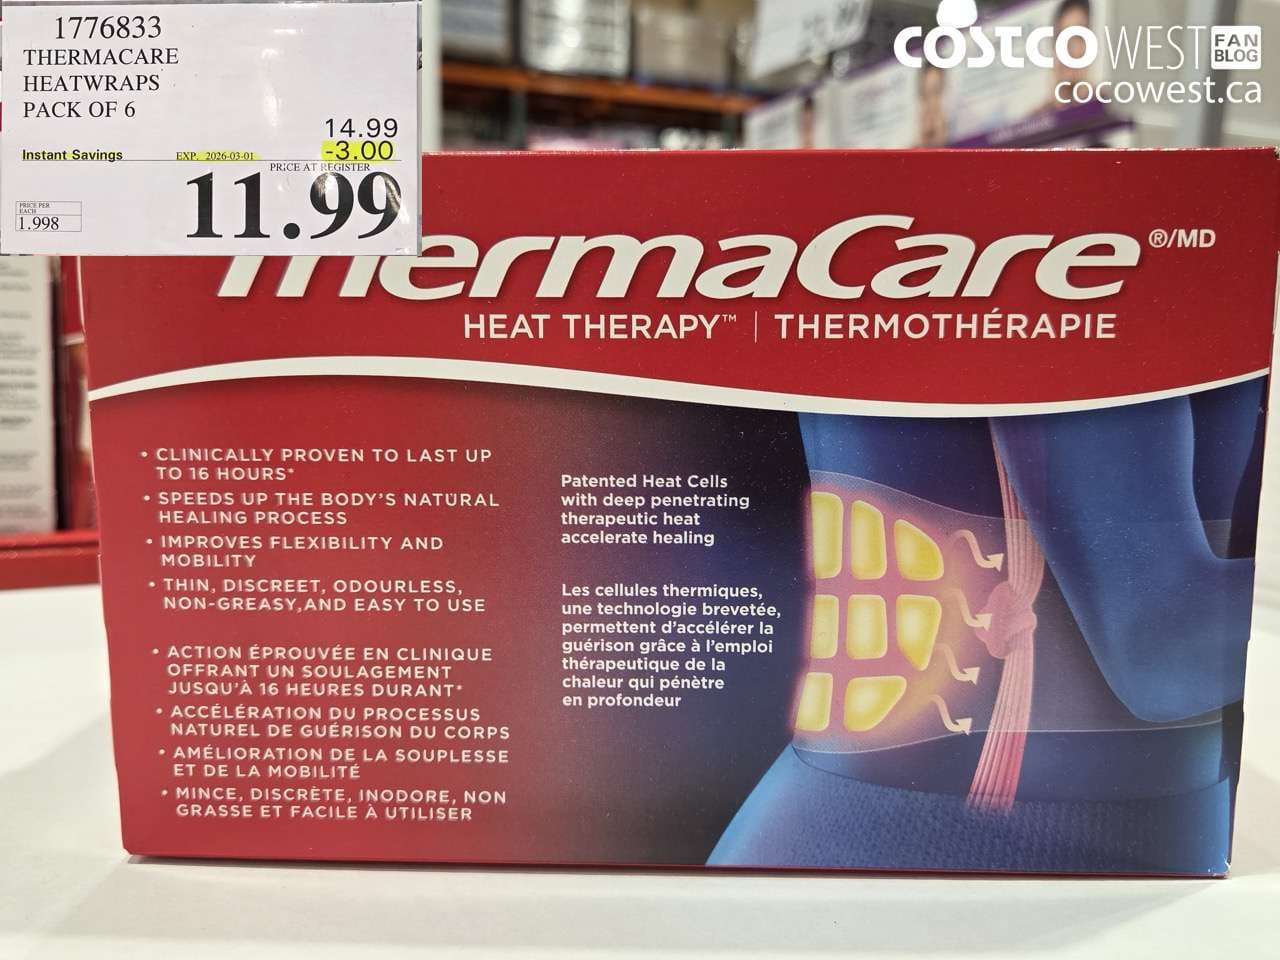 1776833
THERMACARE
HEATWRAPS
PACK OF 6
14.99
Instant Savings EXP. 2026-03-01 -3.00
PRICE AT REGISTER
11.99
PRICE PER
EACH
1.998
COSTCO WEST FAN BLOG
cocowest.ca
ThermaCare ®/MD
HEAT THERAPY™ | THERMOTHÉRAPIE
• CLINICALLY PROVEN TO LAST UP
TO 16 HOURS*
• SPEEDS UP THE BODY'S NATURAL
HEALING PROCESS
• IMPROVES FLEXIBILITY AND
MOBILITY
• THIN, DISCREET, ODOURLESS,
NON-GREASY, AND EASY TO USE
• ACTION ÉPROUVÉE EN CLINIQUE
OFFRANT UN SOULAGEMENT
JUSQU'À 16 HEURES DURANT*
• ACCÉLÉRATION DU PROCESSUS
NATUREL DE GUÉRISON DU CORPS
• AMÉLIORATION DE LA SOUPLESSE
ET DE LA MOBILITÉ
• MINCE, DISCRÈTE, INODORE, NON
GRASSE ET FACILE À UTILISER
Patented Heat Cells
with deep penetrating
therapeutic heat
accelerate healing
Les cellules thermiques,
une technologie brevetée,
permettent d'accélérer la
guérison grâce à l'emploi
thérapeutique de la
chaleur qui pénètre
en profondeur